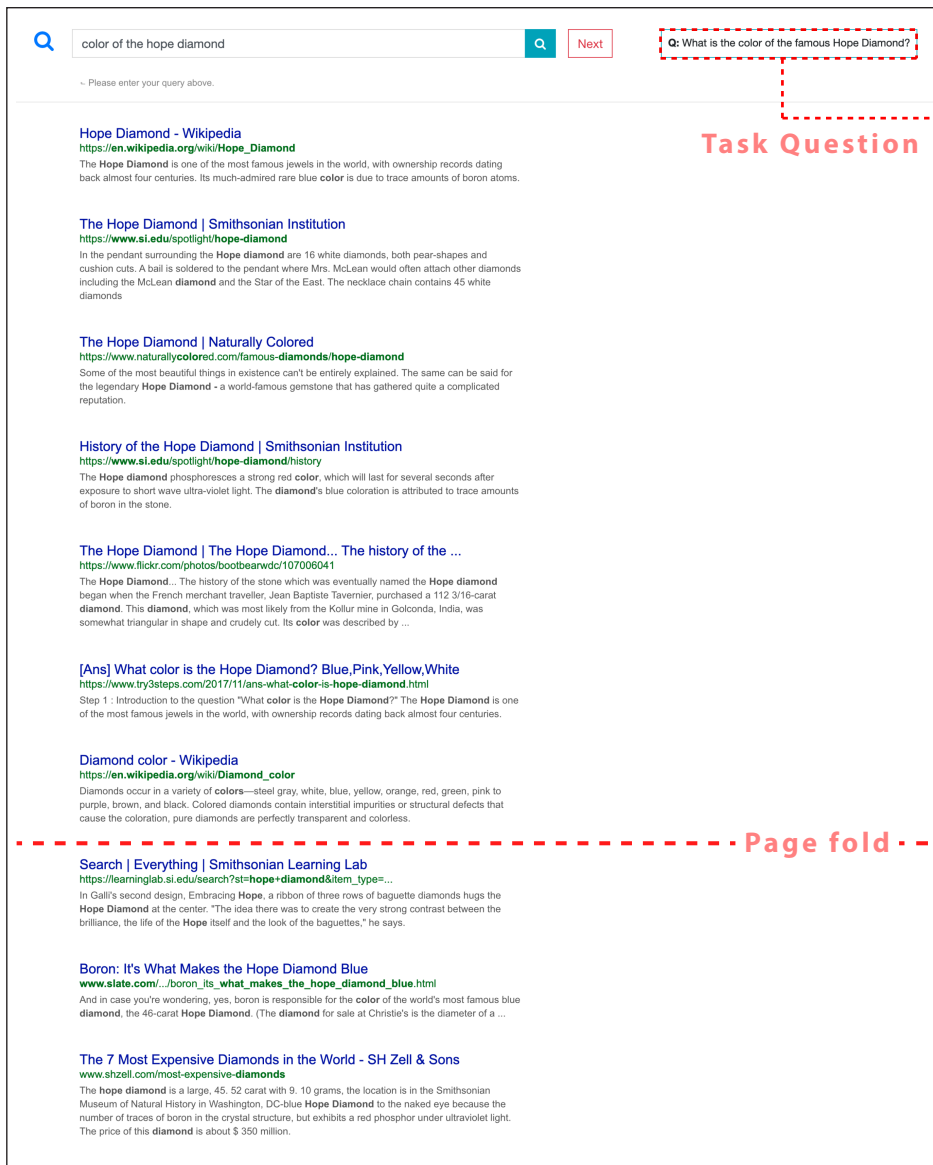 color of the hope diamond
Next
Q: What is the color of the famous Hope Diamond?
← Please enter your query above.
Task Question
Hope Diamond - Wikipedia
https://en.wikipedia.org/wiki/Hope_Diamond
The Hope Diamond is one of the most famous jewels in the world, with ownership records dating
back almost four centuries. Its much-admired rare blue color is due to trace amounts of boron atoms.
The Hope Diamond | Smithsonian Institution
https://www.si.edu/spotlight/hope-diamond
In the pendant surrounding the Hope diamond are 16 white diamonds, both pear-shapes and
cushion cuts. A bail is soldered to the pendant where Mrs. McLean would often attach other diamonds
including the McLean diamond and the Star of the East. The necklace chain contains 45 white
diamonds
The Hope Diamond | Naturally Colored
https://www.naturallycolored.com/famous-diamonds/hope-diamond
Some of the most beautiful things in existence can't be entirely explained. The same can be said for
the legendary Hope Diamond - a world-famous gemstone that has gathered quite a complicated
reputation.
History of the Hope Diamond | Smithsonian Institution
https://www.si.edu/spotlight/hope-diamond/history
The Hope diamond phosphoresces a strong red color, which will last for several seconds after
exposure to short wave ultra-violet light. The diamond's blue coloration is attributed to trace amounts
of boron in the stone.
The Hope Diamond | The Hope Diamond... The history of the ...
https://www.flickr.com/photos/bootbearwdc/107006041
The Hope Diamond... The history of the stone which was eventually named the Hope diamond
began when the French merchant traveller, Jean Baptiste Tavernier, purchased a 112 3/16-carat
diamond. This diamond, which was most likely from the Kollur mine in Golconda, India, was
somewhat triangular in shape and crudely cut. Its color was described by ...
[Ans] What color is the Hope Diamond? Blue,Pink,Yellow,White
https://www.try3steps.com/2017/11/ans-what-color-is-hope-diamond.html
Step 1 : Introduction to the question "What color is the Hope Diamond?" The Hope Diamond is one
of the most famous jewels in the world, with ownership records dating back almost four centuries.
Diamond color - Wikipedia
https://en.wikipedia.org/wiki/Diamond_color
Diamonds occur in a variety of colors—steel gray, white, blue, yellow, orange, red, green, pink to
purple, brown, and black. Colored diamonds contain interstitial impurities or structural defects that
cause the coloration, pure diamonds are perfectly transparent and colorless.
Page fold
Search | Everything | Smithsonian Learning Lab
https://learninglab.si.edu/search?st=hope+diamond&item_type=...
In Galli's second design, Embracing Hope, a ribbon of three rows of baguette diamonds hugs the
Hope Diamond at the center. "The idea there was to create the very strong contrast between the
brilliance, the life of the Hope itself and the look of the baguettes," he says.
Boron: It's What Makes the Hope Diamond Blue
www.slate.com/.../boron_its_what_makes_the_hope_diamond_blue.html
And in case you're wondering, yes, boron is responsible for the color of the world's most famous blue
diamond, the 46-carat Hope Diamond. (The diamond for sale at Christie's is the diameter of a ...
The 7 Most Expensive Diamonds in the World - SH Zell & Sons
www.shzell.com/most-expensive-diamonds
The hope diamond is a large, 45. 52 carat with 9. 10 grams, the location is in the Smithsonian
Museum of Natural History in Washington, DC-blue Hope Diamond to the naked eye because the
number of traces of boron in the crystal structure, but exhibits a red phosphor under ultraviolet light.
The price of this diamond is about $ 350 million.